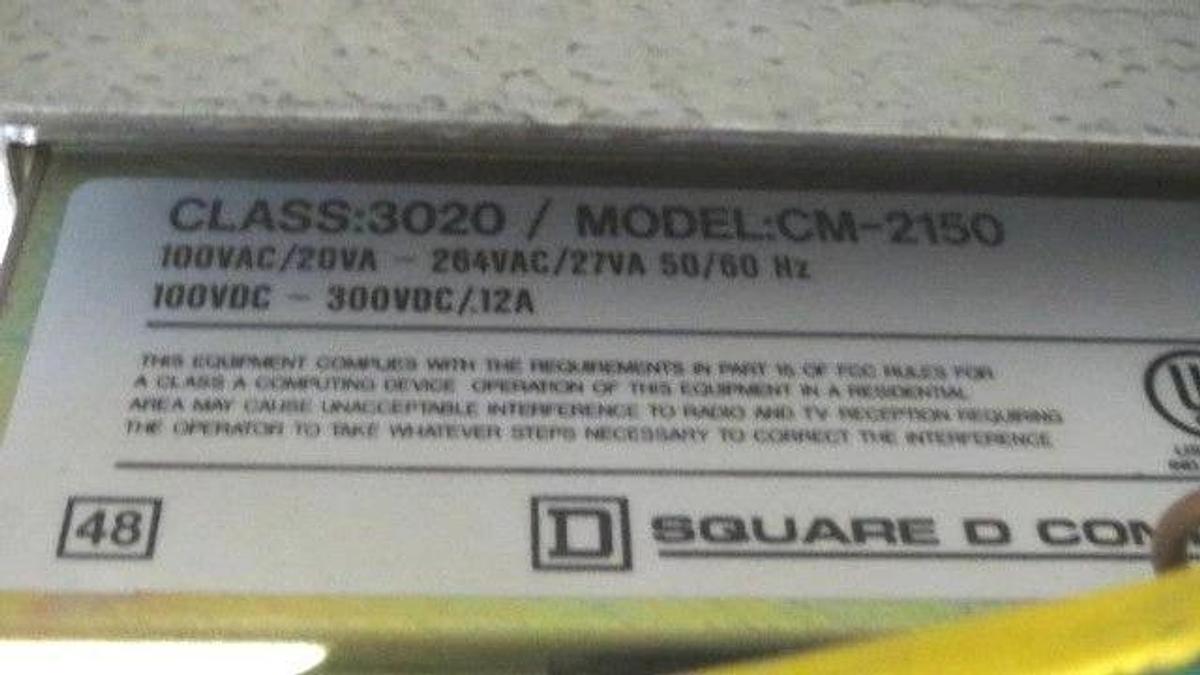 CLASS:3020 / MODEL:CM-2150
100VAC/20VA - 264VAC/27VA 50/60 Hz
100VDC - 300VDC/.12A
THIS EQUIPMENT COMPLIES WITH THE REQUIREMENTS IN PART 15 OF FCC RULES FOR
A CLASS A COMPUTING DEVICE OPERATION OF THIS EQUIPMENT IN A RESIDENTIAL
AREA MAY CAUSE UNACCEPTABLE INTERFERENCE TO RADIO AND TV RECEPTION REQUIRING
THE OPERATOR TO TAKE WHATEVER STEPS NECESSARY TO CORRECT THE INTERFERENCE
48
D SQUARE D COM